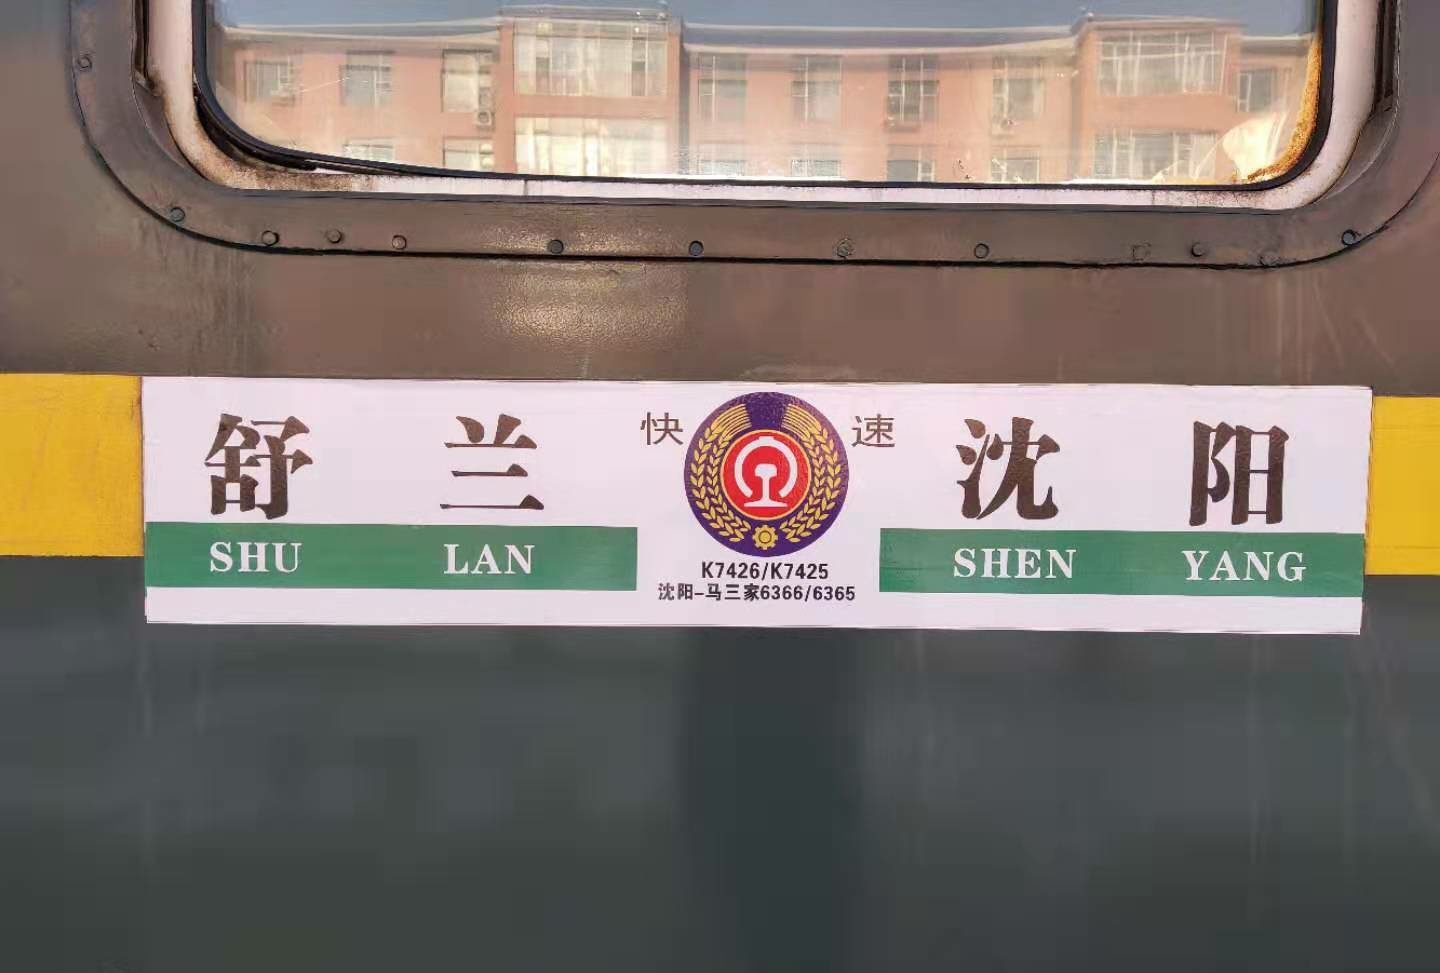 舒兰 快速 沈阳
SHU LAN SHEN YANG
K7426/K7425
沈阳-马三家6366/6365